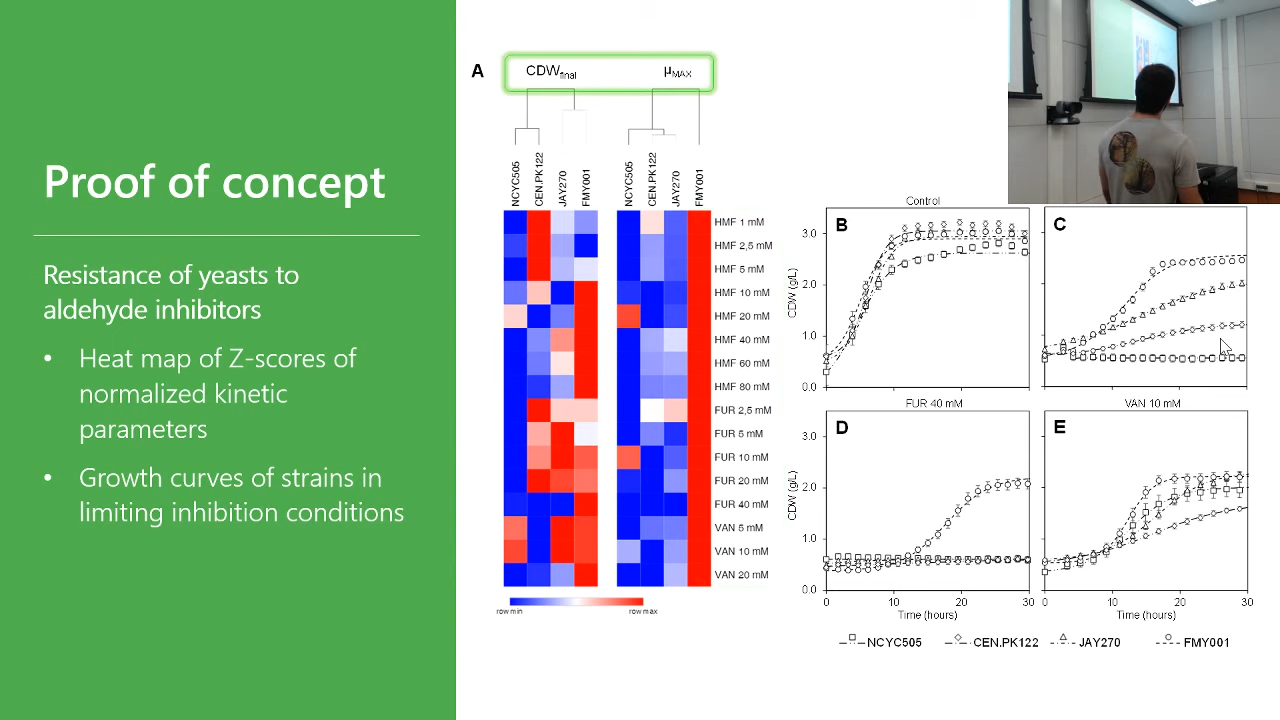 Proof of concept
Resistance of yeasts to
aldehyde inhibitors
• Heat map of Z-scores of
normalized kinetic
parameters
• Growth curves of strains in
limiting inhibition conditions
A
CDWfinal
μMAX
NCYC505
CEN.PK122
JAY270
FMY001
NCYC505
CEN.PK122
JAY270
FMY001
HMF 1 mM
HMF 2,5 mM
HMF 5 mM
HMF 10 mM
HMF 20 mM
HMF 40 mM
HMF 60 mM
HMF 80 mM
FUR 2,5 mM
FUR 5 mM
FUR 10 mM
FUR 20 mM
FUR 40 mM
VAN 5 mM
VAN 10 mM
VAN 20 mM
row min
row max
Control
B
C
CDW (g/L)
3.0
2.0
1.0
0.0
FUR 40 mM
VAN 10 mM
D
E
CDW (g/L)
3.0
2.0
1.0
0.0
0 10 20 30
0 10 20 30
Time (hours)
Time (hours)
NCYC505
CEN.PK122
JAY270
FMY001